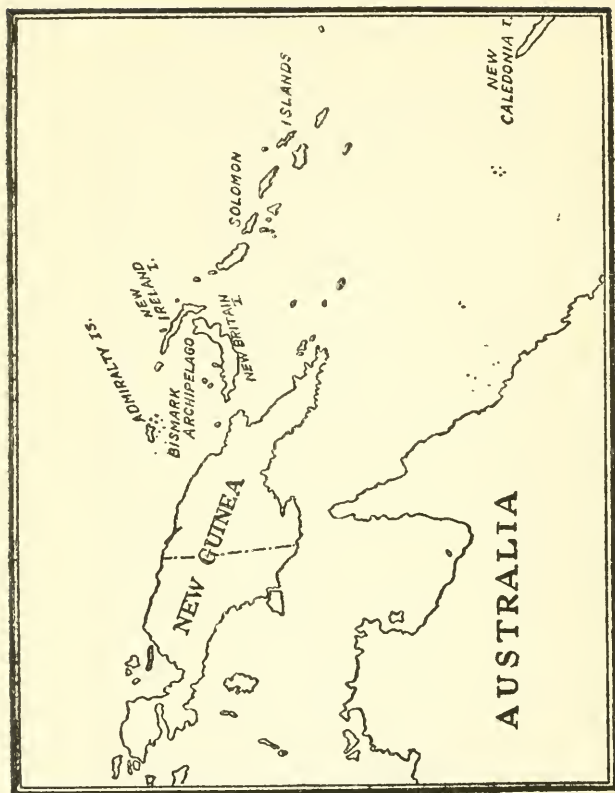 ADMIRALTY IS.
NEW
IRELAND
I.
BISMARK
ARCHIPELAGO
NEW BRITAIN
I.
SOLOMON
ISLANDS
NEW GUINEA
AUSTRALIA
NEW
CALEDONIA I.